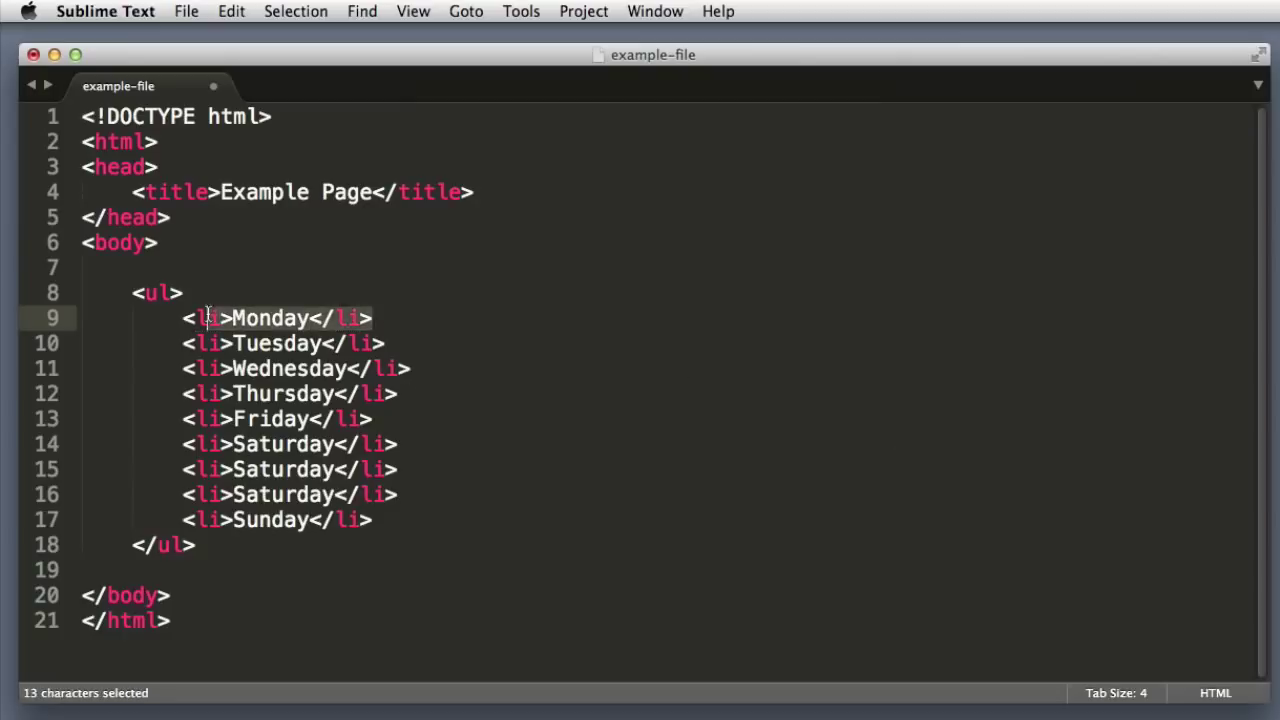 Sublime Text File Edit Selection Find View Goto Tools Project Window Help
example-file
example-file
1 <!DOCTYPE html>
2 <html>
3 <head>
4 <title>Example Page</title>
5 </head>
6 <body>
7
8 <ul>
9 <li>Monday</li>
10 <li>Tuesday</li>
11 <li>Wednesday</li>
12 <li>Thursday</li>
13 <li>Friday</li>
14 <li>Saturday</li>
15 <li>Saturday</li>
16 <li>Saturday</li>
17 <li>Sunday</li>
18 </ul>
19
20 </body>
21 </html>
13 characters selected Tab Size: 4 HTML